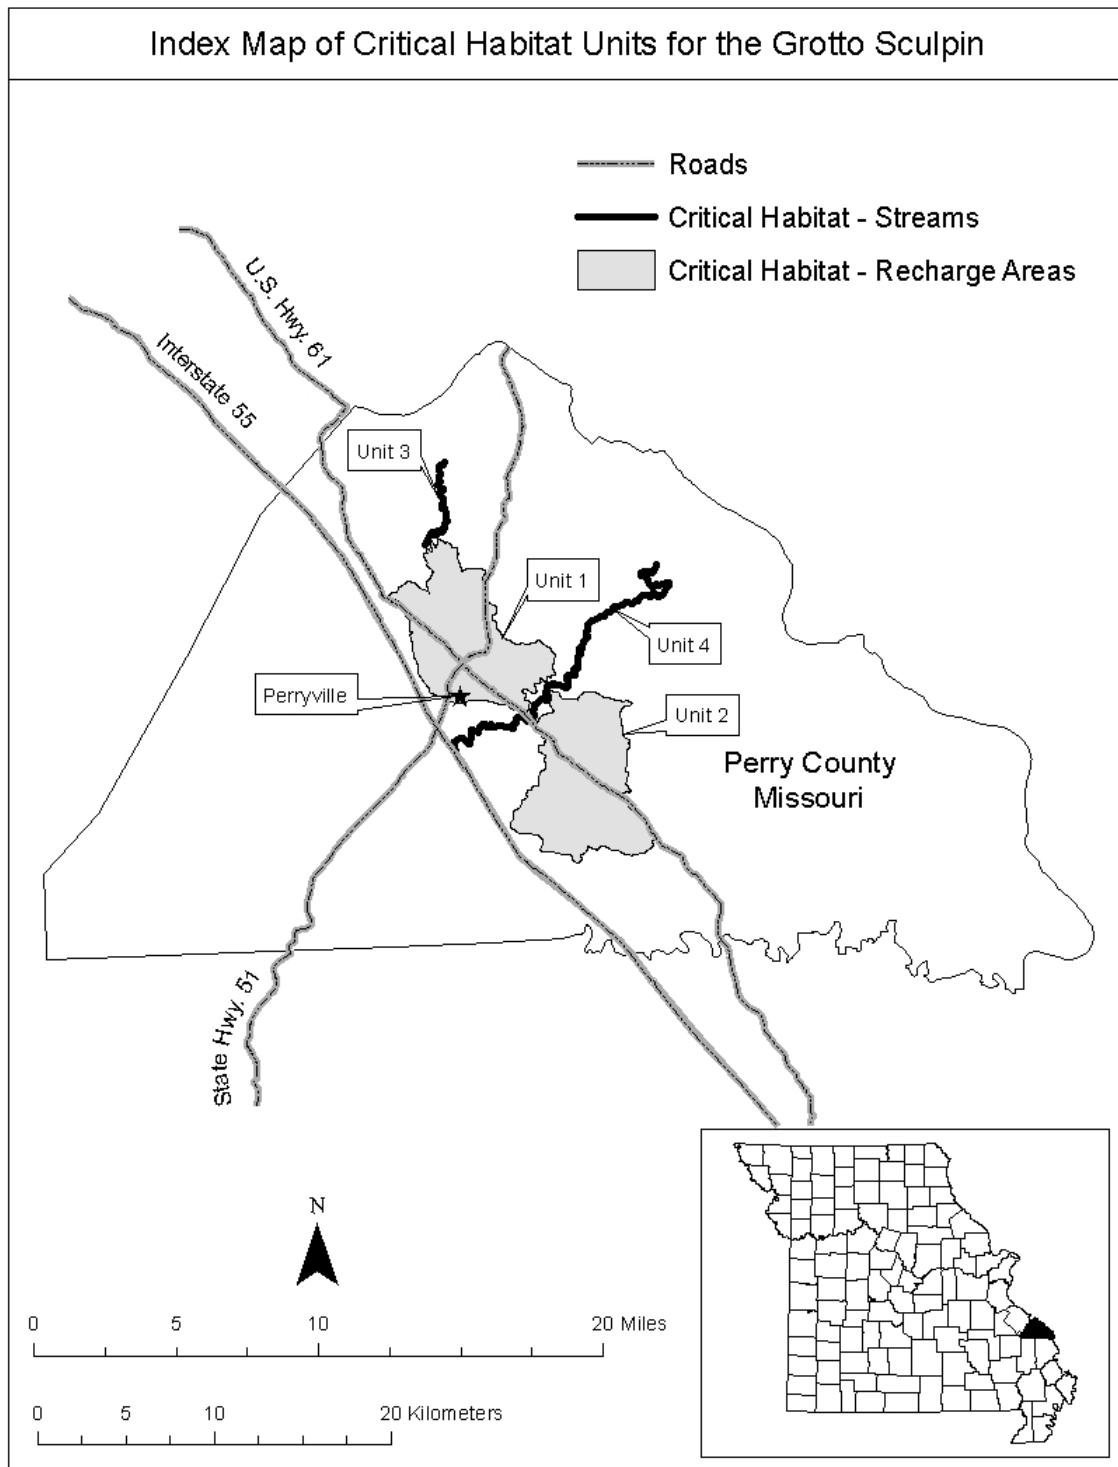 Index Map of Critical Habitat Units for the Grotto Sculpin
Roads
Critical Habitat - Streams
Critical Habitat - Recharge Areas
U.S. Hwy. 61
Interstate 55
Unit 3
Unit 1
Unit 4
Perryville
Unit 2
Perry County
Missouri
State Hwy. 51
N
0 5 10 20 Miles
0 5 10 20 Kilometers